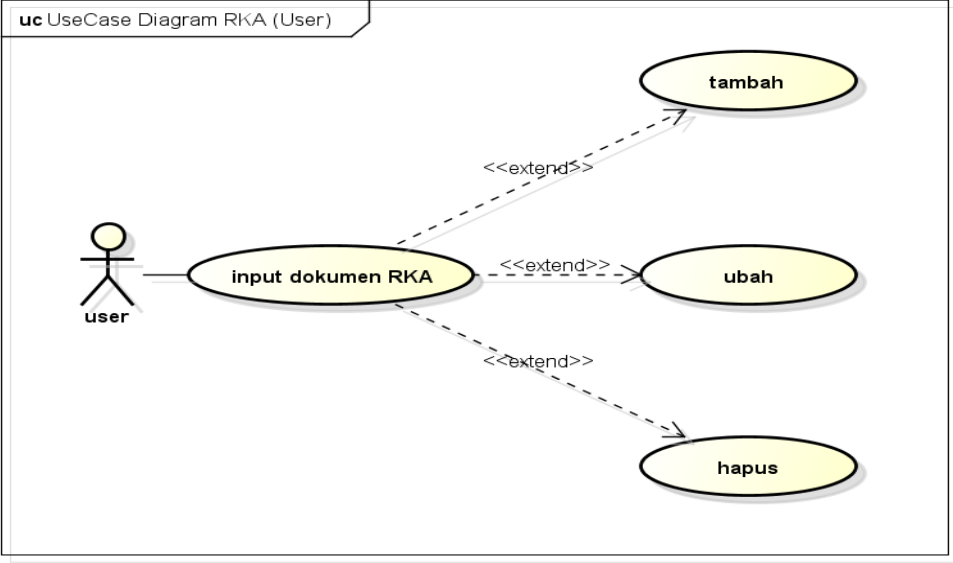 uc UseCase Diagram RKA (User)
tambah
<<extend>>
<<extend>>
input dokumen RKA
ubah
user
<<extend>>
hapus